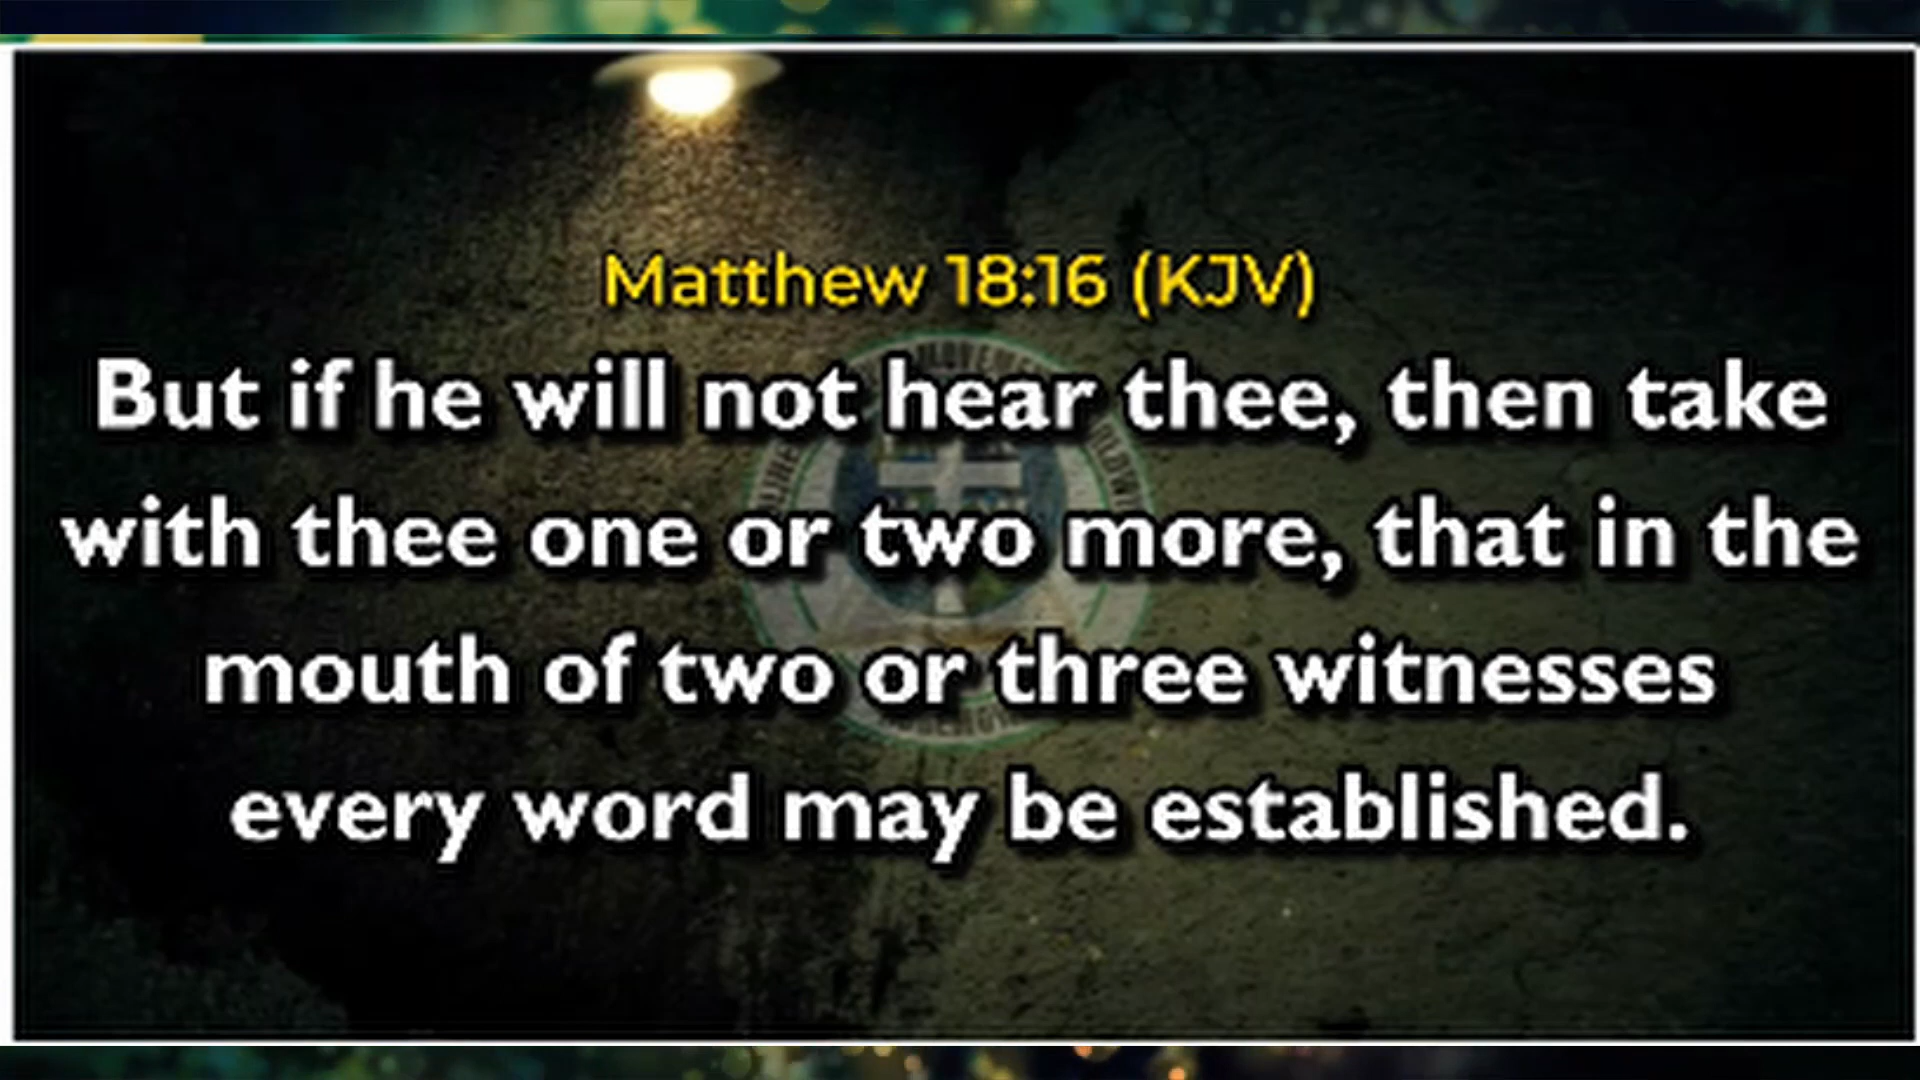 Matthew 18:16 (KJV)
But if he will not hear thee, then take
with thee one or two more, that in the
mouth of two or three witnesses
every word may be established.